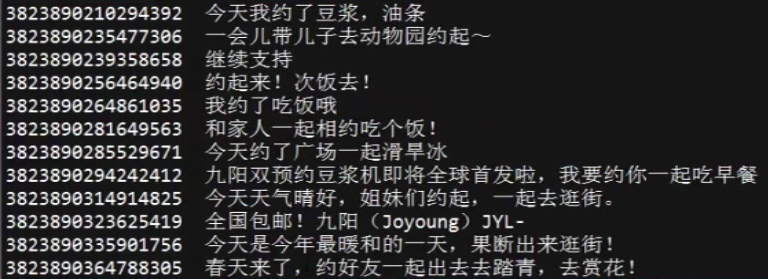 3823890210294392 今天我约了豆浆，油条
3823890235477306 一会儿带儿子去动物园约起～
3823890239358658 继续支持
3823890256464940 约起来！次饭去！
3823890264861035 我约了吃饭哦
3823890281649563 和家人一起相约吃个饭！
3823890285529671 今天约了广场一起滑旱冰
3823890294242412 九阳双预约豆浆机即将全球首发啦，我要约你一起吃早餐
3823890314914825 今天天气晴好，姐妹们约起，一起去逛街。
3823890323625419 全国包邮！九阳（Joyoung）JYL-
3823890335901756 今天是今年最暖和的一天，果断出来逛街！
3823890364788305 春天来了，约好友一起出去去踏青，去赏花！